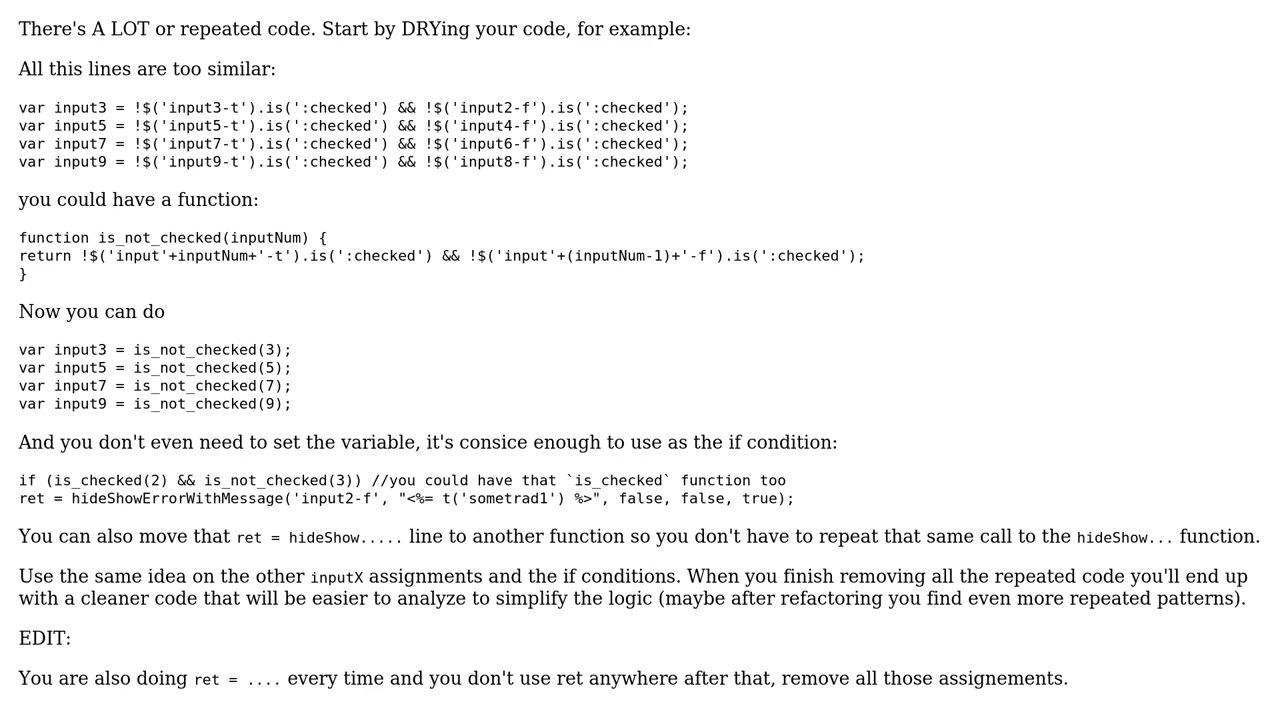 There's A LOT or repeated code. Start by DRYing your code, for example:
All this lines are too similar:
var input3 = !$('input3-t').is(':checked') && !$('input2-f').is(':checked');
var input5 = !$('input5-t').is(':checked') && !$('input4-f').is(':checked');
var input7 = !$('input7-t').is(':checked') && !$('input6-f').is(':checked');
var input9 = !$('input9-t').is(':checked') && !$('input8-f').is(':checked');
you could have a function:
function is_not_checked(inputNum) {
return !$('input'+inputNum+'-t').is(':checked') && !$('input'+(inputNum-1)+'-f').is(':checked');
}
Now you can do
var input3 = is_not_checked(3);
var input5 = is_not_checked(5);
var input7 = is_not_checked(7);
var input9 = is_not_checked(9);
And you don't even need to set the variable, it's consice enough to use as the if condition:
if (is_checked(2) && is_not_checked(3)) //you could have that `is_checked` function too
ret = hideShowErrorWithMessage('input2-f', "<%= t('sometrad1') %>", false, false, true);
You can also move that ret = hideShow..... line to another function so you don't have to repeat that same call to the hideShow... function.
Use the same idea on the other inputX assignments and the if conditions. When you finish removing all the repeated code you'll end up
with a cleaner code that will be easier to analyze to simplify the logic (maybe after refactoring you find even more repeated patterns).
EDIT:
You are also doing ret = .... every time and you don't use ret anywhere after that, remove all those assignements.